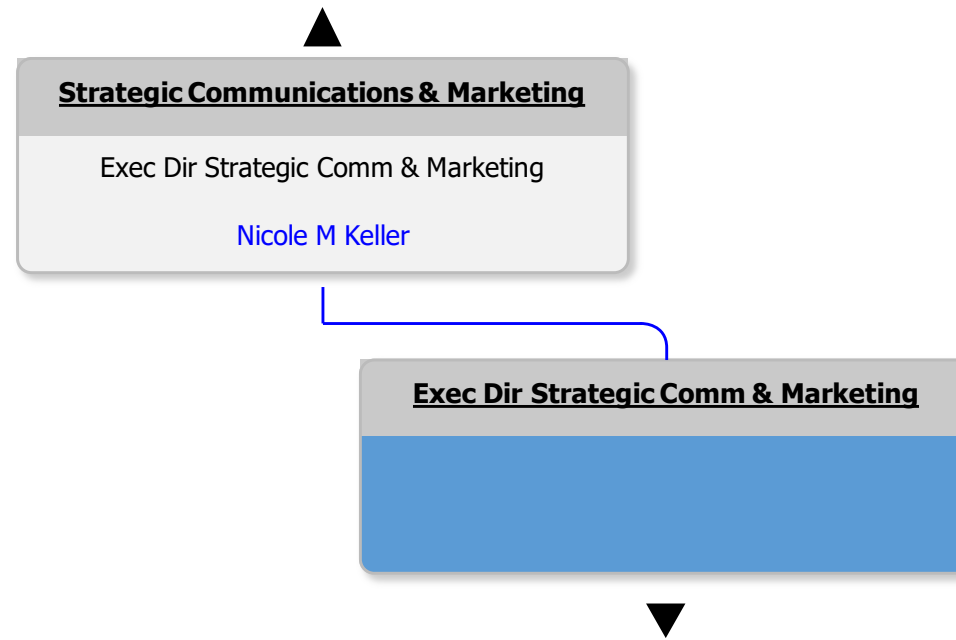 Strategic Communications & Marketing
Exec Dir Strategic Comm & Marketing
Nicole M Keller
Exec Dir Strategic Comm & Marketing